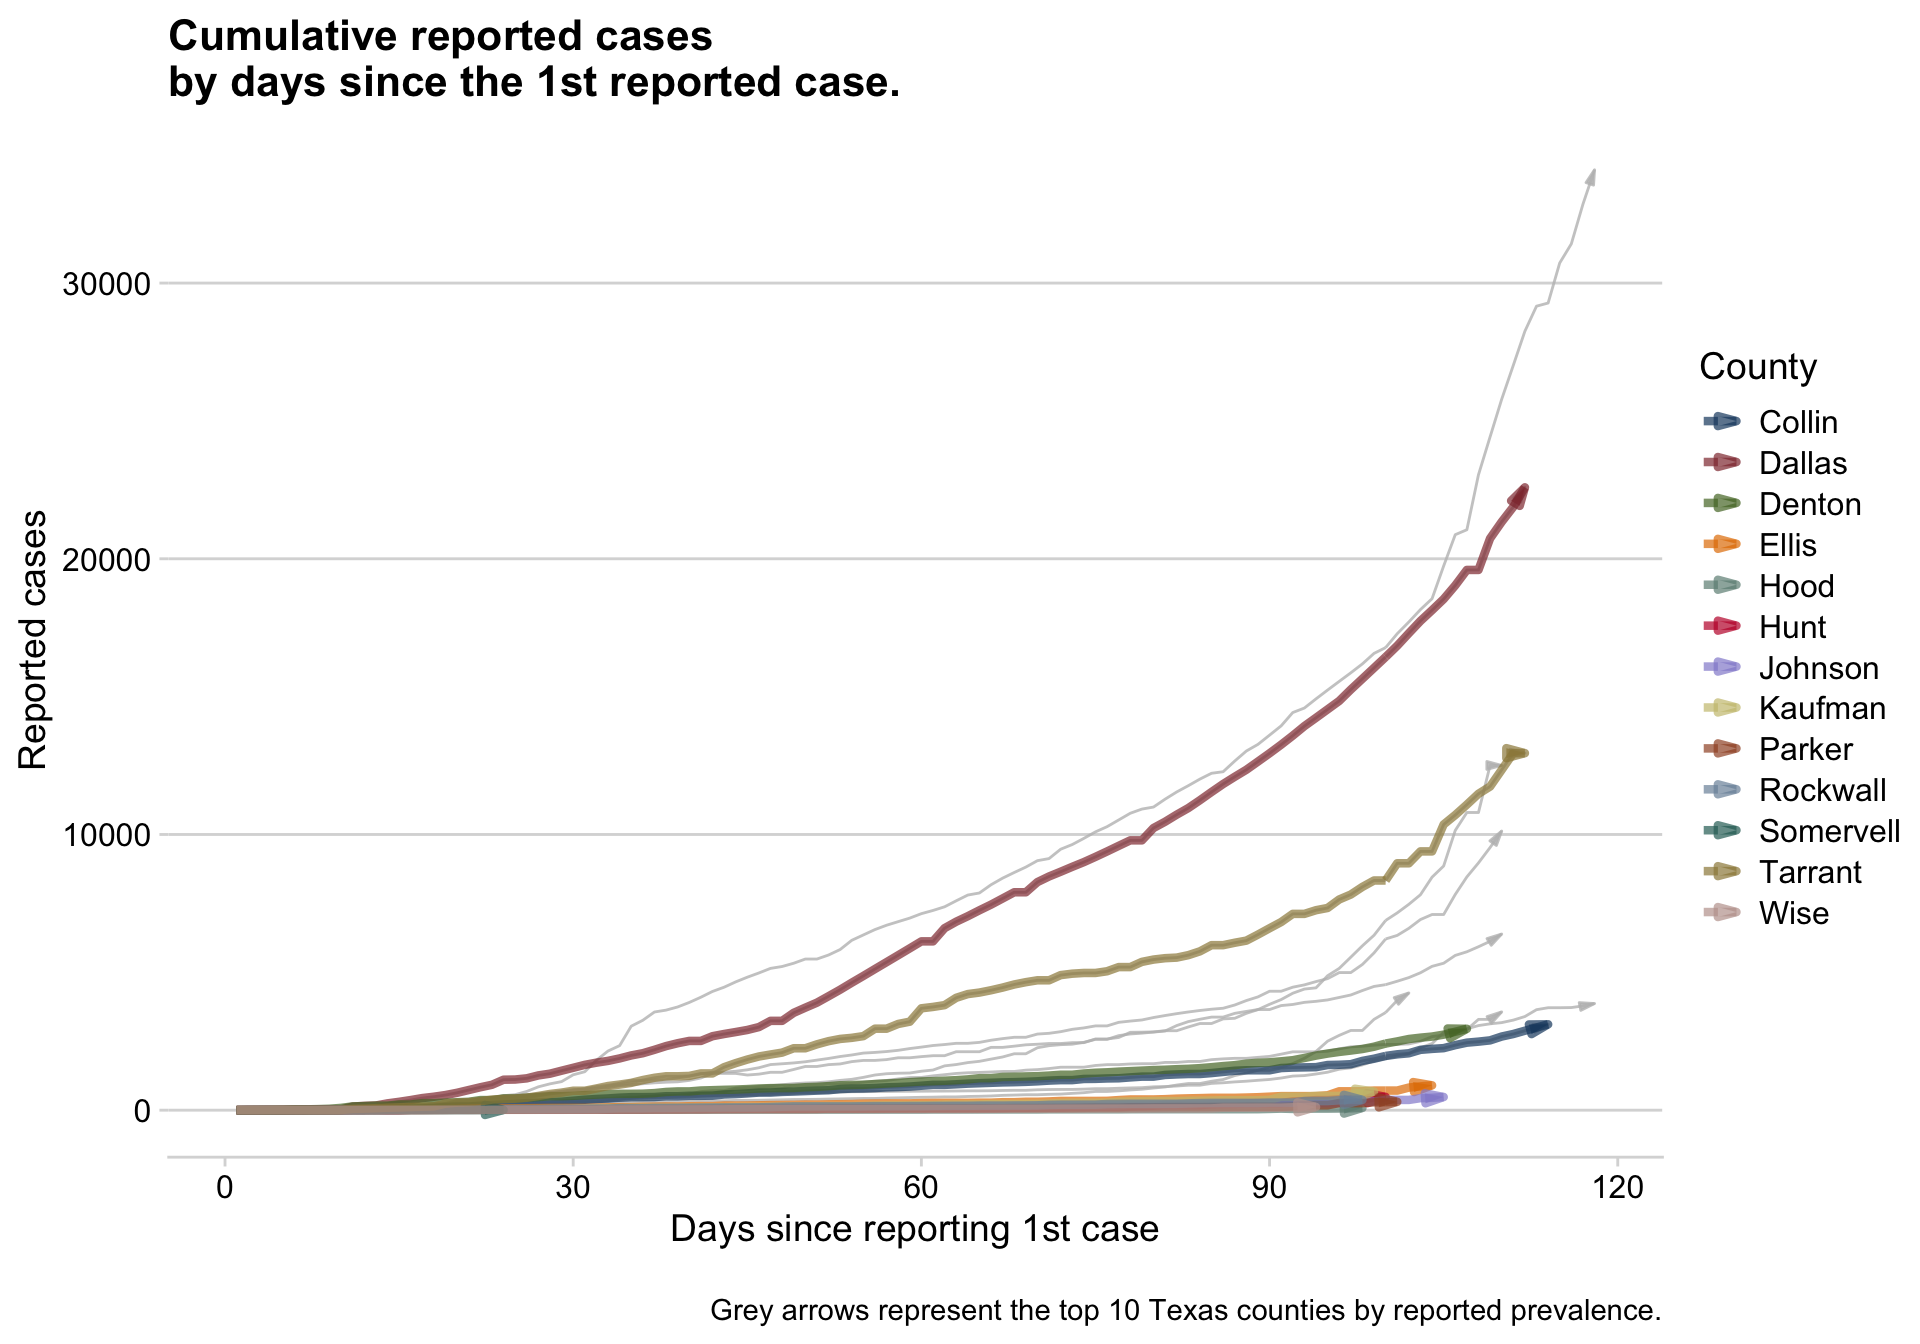 Cumulative reported cases
by days since the 1st reported case.
Reported cases
30000
20000
10000
0
0 30 60 90 120
Days since reporting 1st case
County
Collin
Dallas
Denton
Ellis
Hood
Hunt
Johnson
Kaufman
Parker
Rockwall
Somervell
Tarrant
Wise
Grey arrows represent the top 10 Texas counties by reported prevalence.